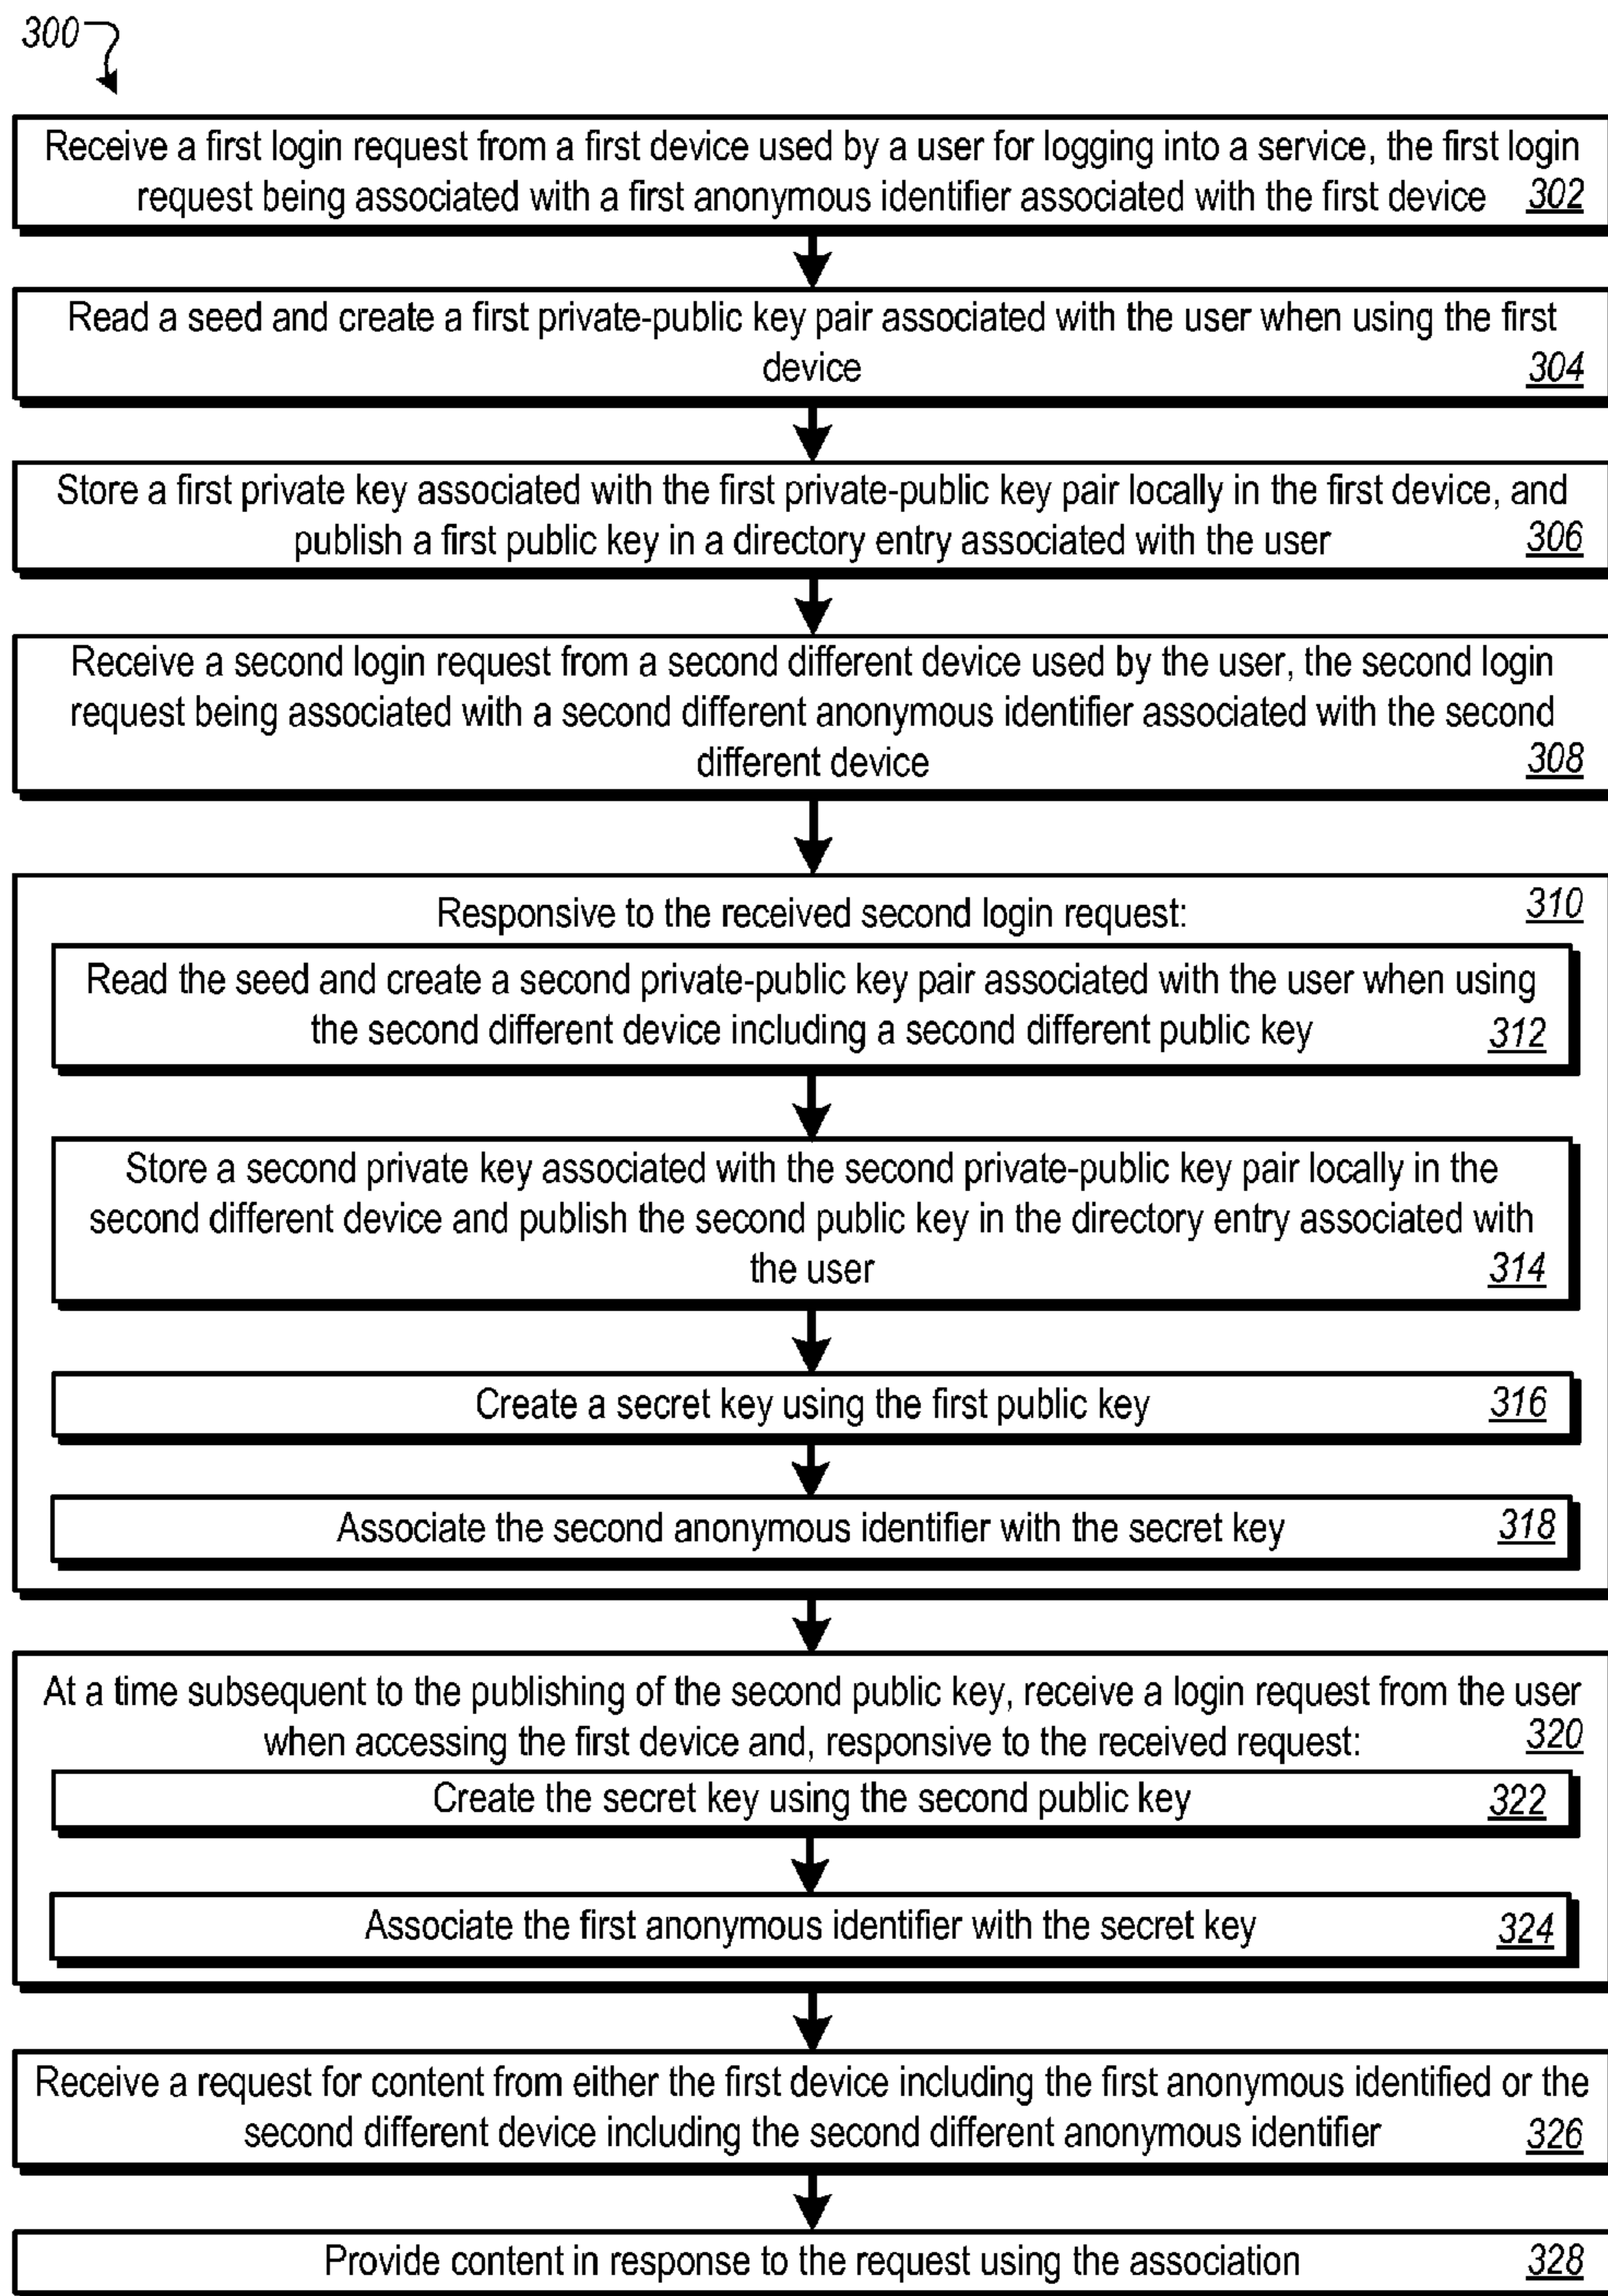 300
Receive a first login request from a first device used by a user for logging into a service, the first login
request being associated with a first anonymous identifier associated with the first device 302
Read a seed and create a first private-public key pair associated with the user when using the first
device 304
Store a first private key associated with the first private-public key pair locally in the first device, and
publish a first public key in a directory entry associated with the user 306
Receive a second login request from a second different device used by the user, the second login
request being associated with a second different anonymous identifier associated with the second
different device 308
Responsive to the received second login request: 310
Read the seed and create a second private-public key pair associated with the user when using
the second different device including a second different public key 312
Store a second private key associated with the second private-public key pair locally in the
second different device and publish the second public key in the directory entry associated with
the user 314
Create a secret key using the first public key 316
Associate the second anonymous identifier with the secret key 318
At a time subsequent to the publishing of the second public key, receive a login request from the user
when accessing the first device and, responsive to the received request: 320
Create the secret key using the second public key 322
Associate the first anonymous identifier with the secret key 324
Receive a request for content from either the first device including the first anonymous identified or the
second different device including the second different anonymous identifier 326
Provide content in response to the request using the association 328